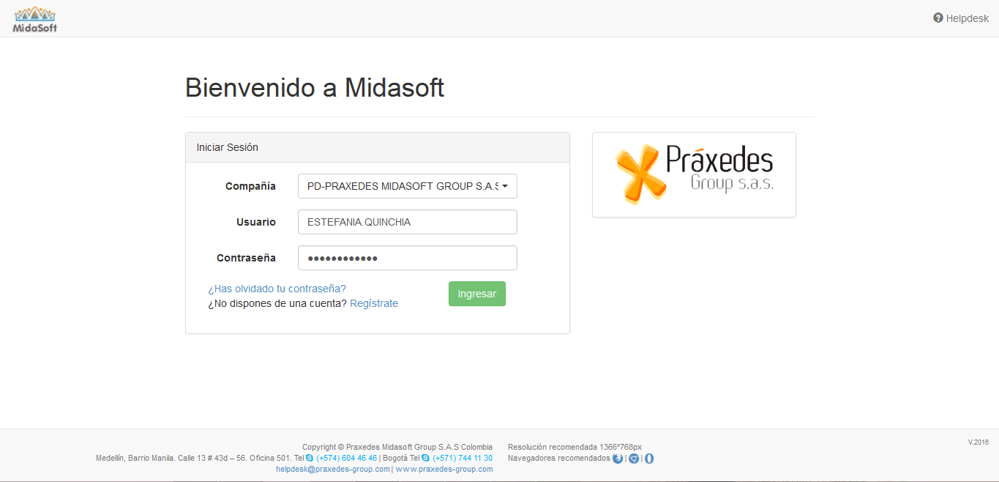 MidaSoft
Helpdesk
Bienvenido a Midasoft
Iniciar Sesión
Compañía
PD-PRAXEDES MIDASOFT GROUP S.A.S
Usuario
ESTEFANIA.QUINCHIA
Contraseña
¿Has olvidado tu contraseña?
¿No dispones de una cuenta? Regístrate
Ingresar
Práxedes
Group s.a.s.
Copyright © Praxedes Midasoft Group S.A.S Colombia
Medellín, Barrio Manila. Calle 13 # 43d – 56. Oficina 501. Tel (+574) 604 46 46 | Bogotá Tel (+571) 744 11 30
helpdesk@praxedes-group.com | www.praxedes-group.com
Resolución recomendada 1366*768px
Navegadores recomendados | |
V.2016